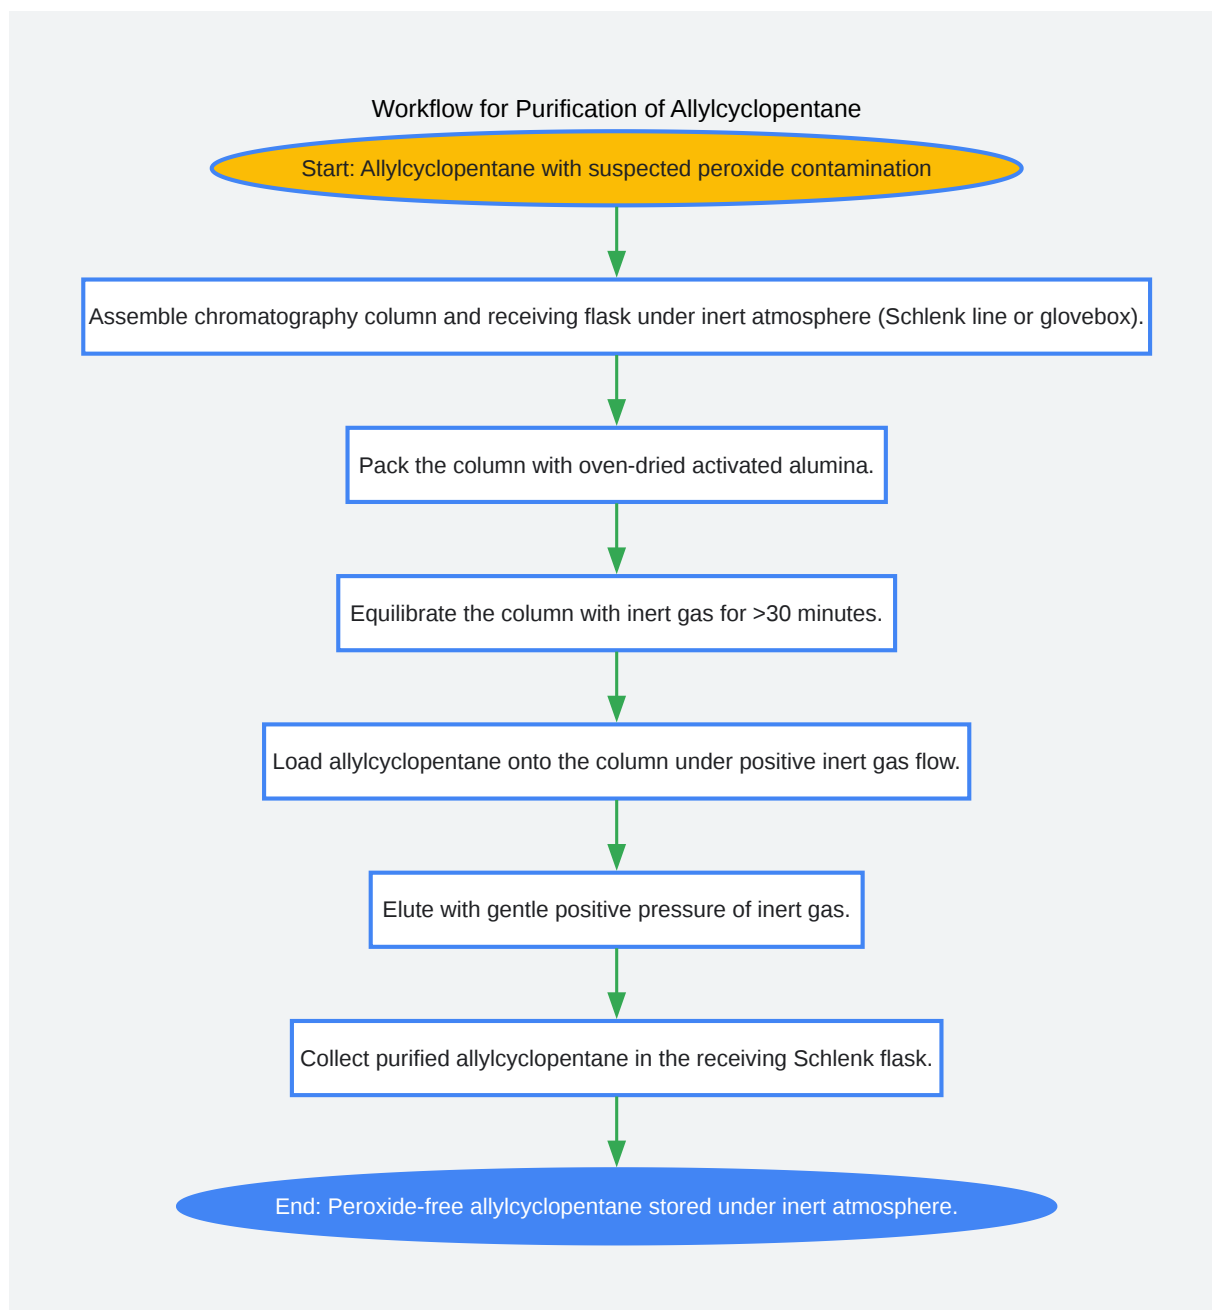 Workflow for Purification of Allylcyclopentane
Start: Allylcyclopentane with suspected peroxide contamination
Assemble chromatography column and receiving flask under inert atmosphere (Schlenk line or glovebox).
Pack the column with oven-dried activated alumina.
Equilibrate the column with inert gas for >30 minutes.
Load allylcyclopentane onto the column under positive inert gas flow.
Elute with gentle positive pressure of inert gas.
Collect purified allylcyclopentane in the receiving Schlenk flask.
End: Peroxide-free allylcyclopentane stored under inert atmosphere.